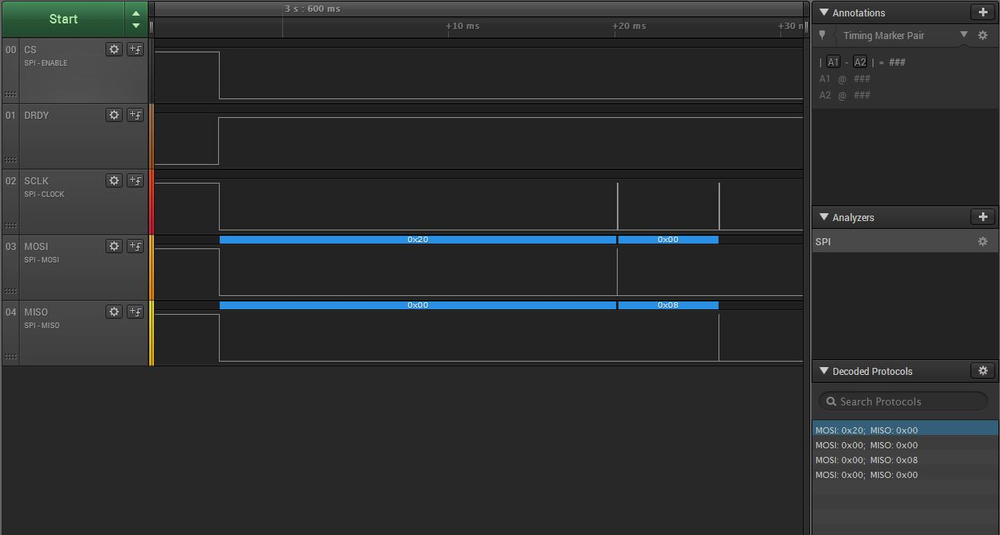 Start
3 s : 600 ms
+10 ms
+20 ms
+30 m
00 CS
SPI - ENABLE
01 DRDY
02 SCLK
SPI - CLOCK
03 MOSI
SPI - MOSI
0x20
0x00
04 MISO
SPI - MISO
0x00
0x08
Annotations
Timing Marker Pair
| A1 - A2 | = ###
A1 @ ###
A2 @ ###
Analyzers
SPI
Decoded Protocols
Search Protocols
MOSI: 0x20; MISO: 0x00
MOSI: 0x00; MISO: 0x00
MOSI: 0x00; MISO: 0x08
MOSI: 0x00; MISO: 0x00